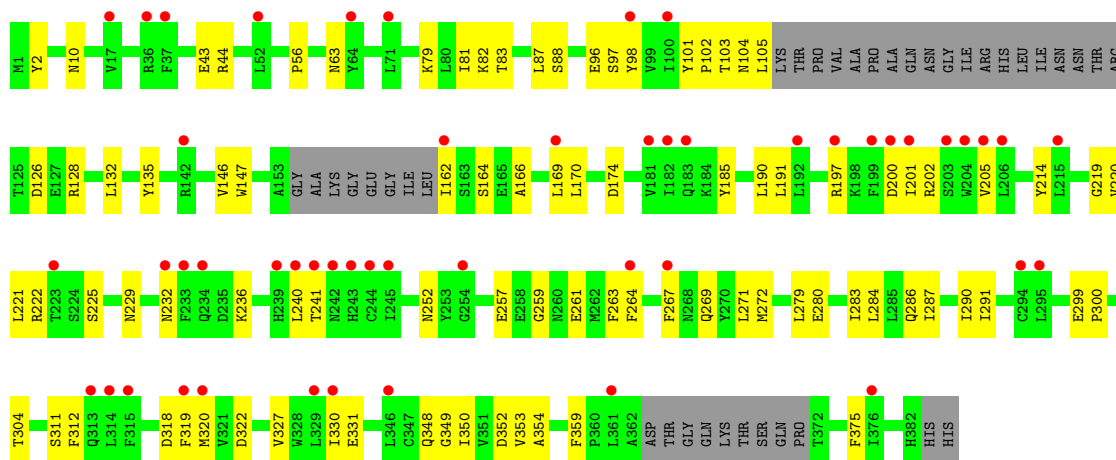 M1 Y2 N10 V17 R36 F37 E43 R44 L52 P56 N63 Y64 L71 K79 L80 I81 K82 T83 L87 S88 E96 S97 Y98 V99 I100 Y101 P102 T103 N104 L105 LYS THR PRO VAL ALA PRO ALA GLN ASN GLY ILE ARG HIS LEU ILE ASN ASN THR ARG
T125 D126 E127 R128 L132 Y135 R142 V146 W147 A153 GLY ALA LYS GLY GLU GLY ILE LEU I162 S163 S164 E165 A166 L169 L170 D174 V181 I182 Q183 K184 Y185 L190 L191 L192 R197 K198 F199 D200 I201 R202 S203 W204 V205 L206 Y214 L215 G219
L221 R222 T223 S224 S225 N229 N232 F233 Q234 D235 K236 H239 L240 T241 N242 H243 C244 I245 N252 Y253 G254 E257 E258 G259 N260 E261 M262 F263 F264 F267 N268 Q269 Y270 L271 M272 L279 E280 I283 L284 L285 Q286 I287 I290 I291 C294 L295 E299 P300
T304 S311 F312 Q313 L314 F315 D318 F319 M320 V321 D322 V327 W328 L329 I330 E331 L346 C347 Q348 G349 I350 V351 D352 V353 A354 F359 P360 L361 A362 ASP THR GLY GLN LYS THR SER GLN PRO T372 F375 I376 H382 HIS HIS